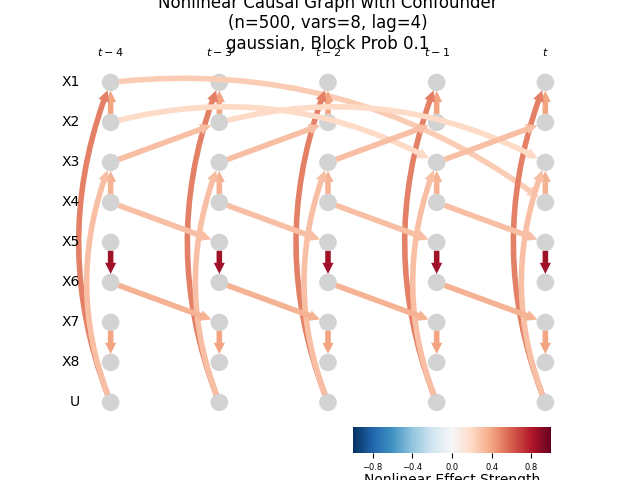 Nonlinear Causal Graph with Confounder
(n=500, vars=8, lag=4)
gaussian, Block Prob 0.1
t − 4 t − 3 t − 2 t − 1 t
X1
X2
X3
X4
X5
X6
X7
X8
U
−0.8 −0.4 0.0 0.4 0.8
Nonlinear Effect Strength